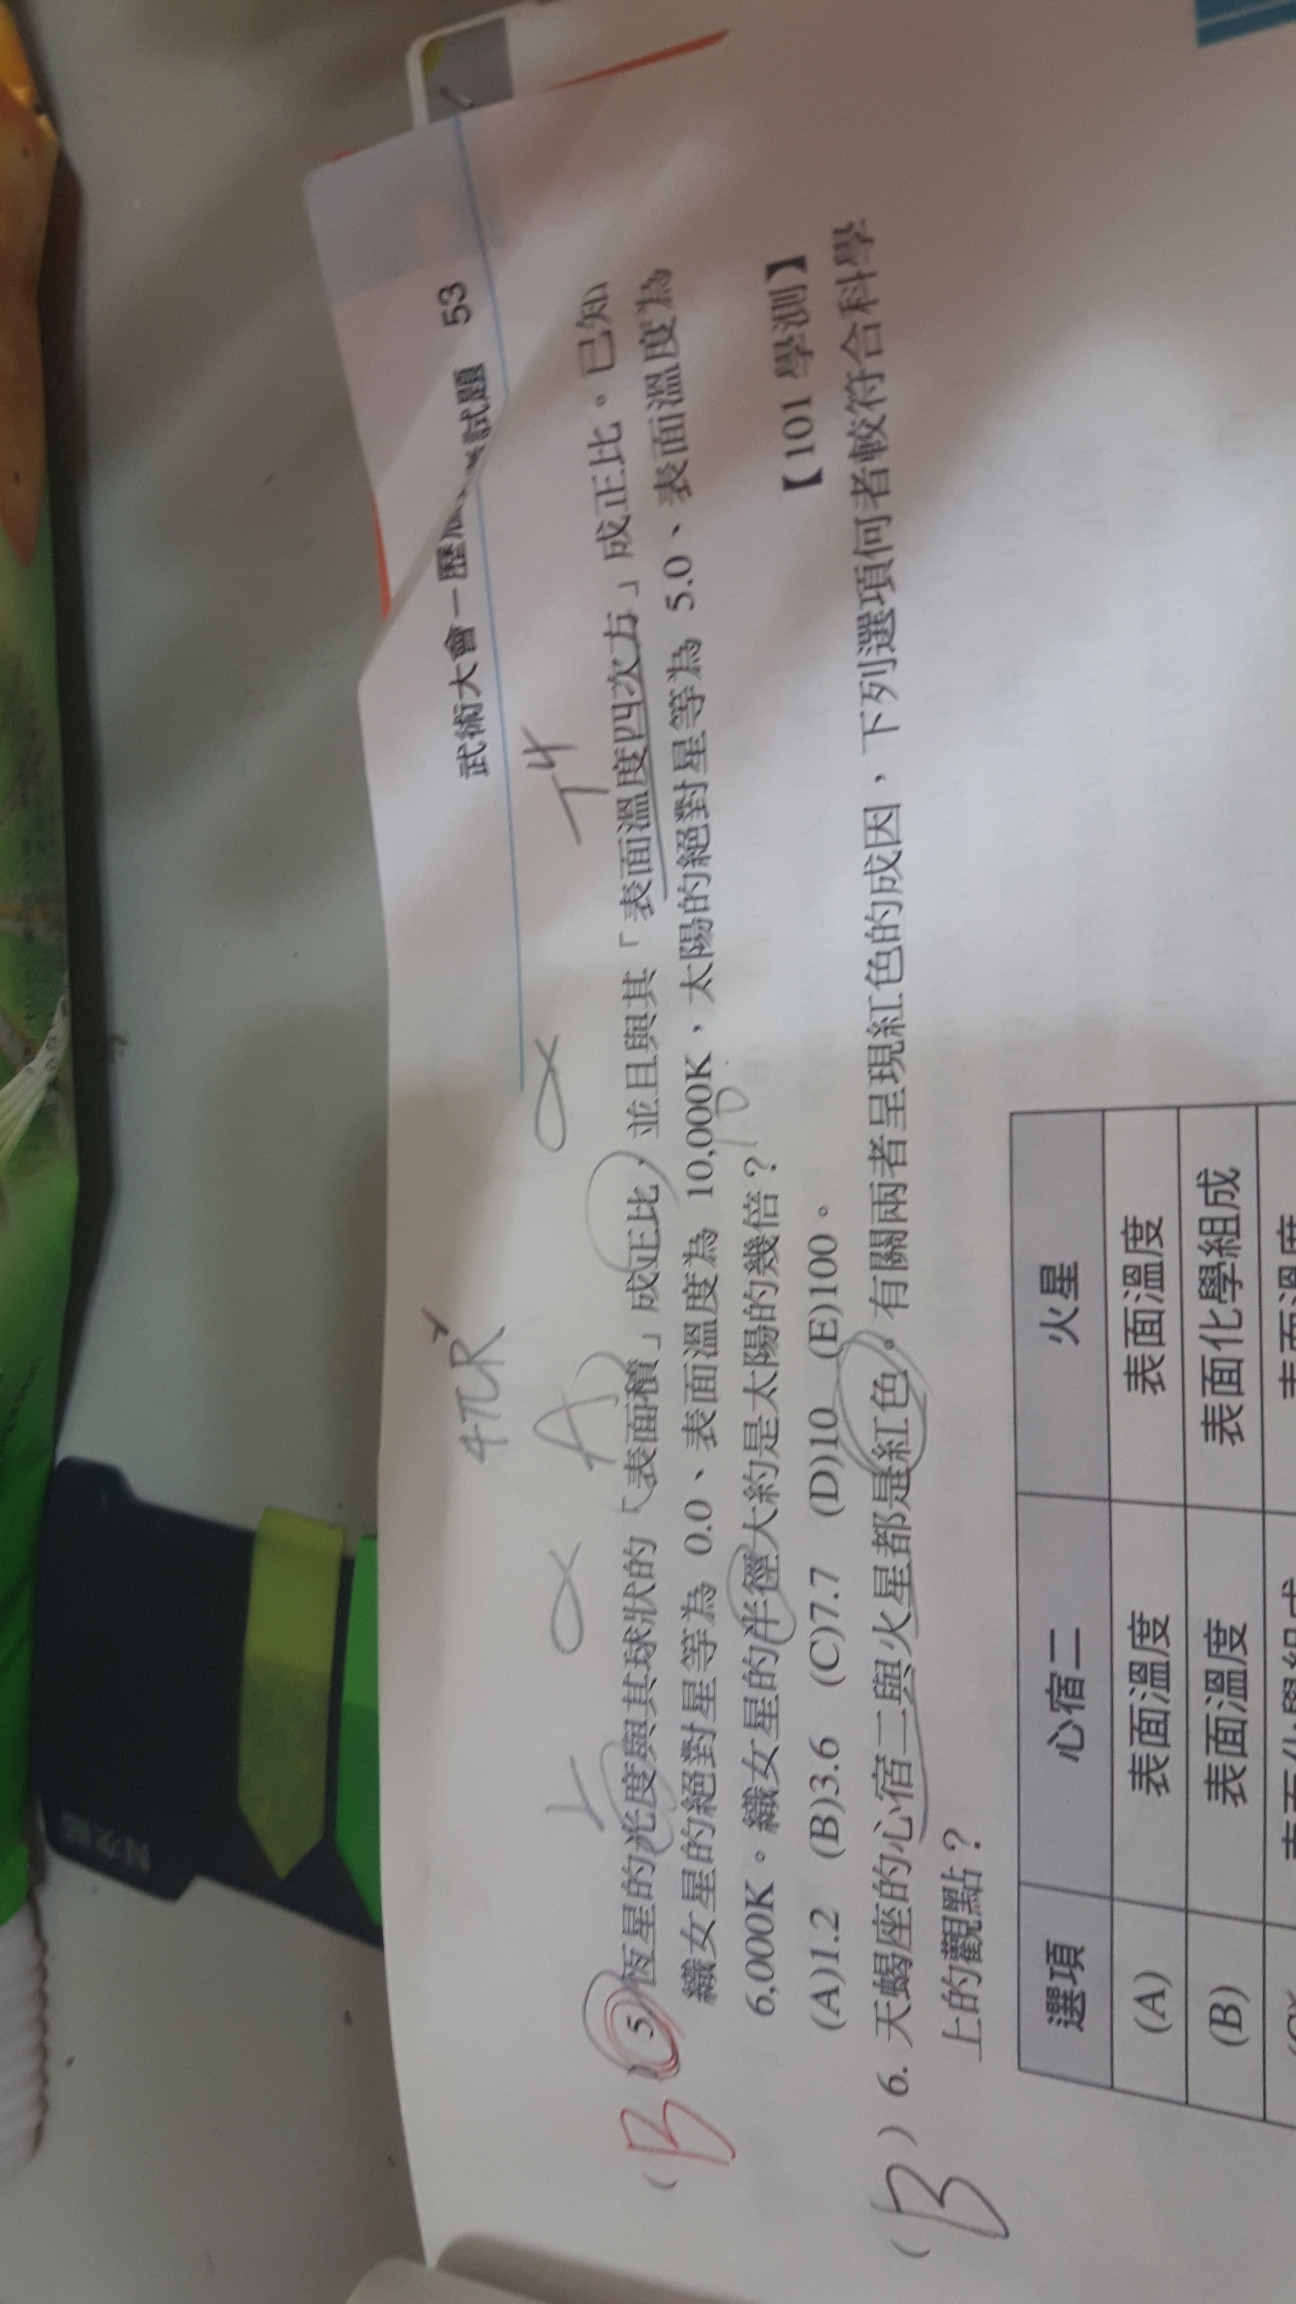 武術大會－歷 試題 53
4πR²
L ∝ A ∝ T4
( B ) 5. 恆星的光度與其球狀的「表面積」成正比，並且與其「表面溫度四次方」成正比。已知
織女星的絕對星等為 0.0、表面溫度為 10,000K，太陽的絕對星等為 5.0、表面溫度為
6,000K。織女星的半徑大約是太陽的幾倍？
(A)1.2 (B)3.6 (C)7.7 (D)10 (E)100。
【101 學測】
( B ) 6. 天蠍座的心宿二與火星都是紅色。有關兩者呈現紅色的成因，下列選項何者較符合科學
上的觀點？
選項 心宿二 火星
(A) 表面溫度 表面溫度
(B) 表面溫度 表面化學組成